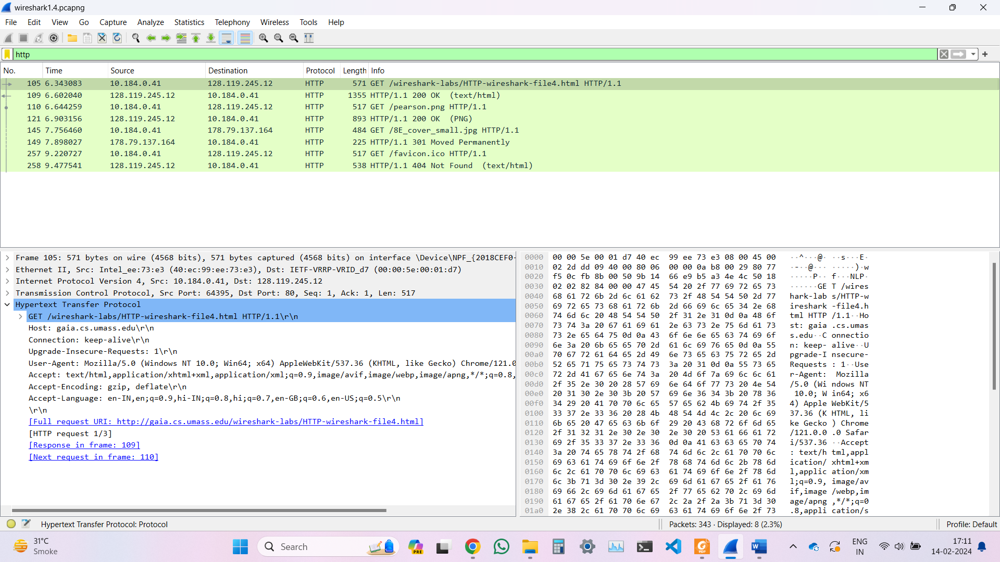 wireshark1.4.pcapng
File Edit View Go Capture Analyze Statistics Telephony Wireless Tools Help
http
No. Time Source Destination Protocol Length Info
105 6.343083 10.184.0.41 128.119.245.12 HTTP 571 GET /wireshark-labs/HTTP-wireshark-file4.html HTTP/1.1
109 6.602040 128.119.245.12 10.184.0.41 HTTP 1355 HTTP/1.1 200 OK (text/html)
110 6.644259 10.184.0.41 128.119.245.12 HTTP 517 GET /pearson.png HTTP/1.1
121 6.903156 128.119.245.12 10.184.0.41 HTTP 893 HTTP/1.1 200 OK (PNG)
145 7.756460 10.184.0.41 178.79.137.164 HTTP 484 GET /8E_cover_small.jpg HTTP/1.1
149 7.898027 178.79.137.164 10.184.0.41 HTTP 225 HTTP/1.1 301 Moved Permanently
257 9.220727 10.184.0.41 128.119.245.12 HTTP 517 GET /favicon.ico HTTP/1.1
258 9.477541 128.119.245.12 10.184.0.41 HTTP 538 HTTP/1.1 404 Not Found (text/html)
Frame 105: 571 bytes on wire (4568 bits), 571 bytes captured (4568 bits) on interface \Device\NPF_{2018CEF0-
Ethernet II, Src: Intel_ee:73:e3 (40:ec:99:ee:73:e3), Dst: IETF-VRRP-VRID_d7 (00:00:5e:00:01:d7)
Internet Protocol Version 4, Src: 10.184.0.41, Dst: 128.119.245.12
Transmission Control Protocol, Src Port: 64395, Dst Port: 80, Seq: 1, Ack: 1, Len: 517
Hypertext Transfer Protocol
GET /wireshark-labs/HTTP-wireshark-file4.html HTTP/1.1\r\n
Host: gaia.cs.umass.edu\r\n
Connection: keep-alive\r\n
Upgrade-Insecure-Requests: 1\r\n
User-Agent: Mozilla/5.0 (Windows NT 10.0; Win64; x64) AppleWebKit/537.36 (KHTML, like Gecko) Chrome/121.0
Accept: text/html,application/xhtml+xml,application/xml;q=0.9,image/avif,image/webp,image/apng,*/*;q=0.8,
Accept-Encoding: gzip, deflate\r\n
Accept-Language: en-IN,en;q=0.9,hi-IN;q=0.8,hi;q=0.7,en-GB;q=0.6,en-US;q=0.5\r\n
\r\n
[Full request URI: http://gaia.cs.umass.edu/wireshark-labs/HTTP-wireshark-file4.html]
[HTTP request 1/3]
[Response in frame: 109]
[Next request in frame: 110]
0000 00 00 5e 00 01 d7 40 ec 99 ee 73 e3 08 00 45 00 ··^···@· ··s···E·
0010 02 2d dd 09 40 00 80 06 00 00 0a b8 00 29 80 77 ·-··@··· ·····)·w
0020 f5 0c fb 8b 00 50 9b 14 66 e9 b5 a3 4e 4c 50 18 ·····P·· f···NLP·
0030 02 02 82 84 00 00 47 45 54 20 2f 77 69 72 65 73 ······GE T /wires
0040 68 61 72 6b 2d 6c 61 62 73 2f 48 54 54 50 2d 77 hark-lab s/HTTP-w
0050 69 72 65 73 68 61 72 6b 2d 66 69 6c 65 34 2e 68 ireshark -file4.h
0060 74 6d 6c 20 48 54 54 50 2f 31 2e 31 0d 0a 48 6f tml HTTP /1.1··Ho
0070 73 74 3a 20 67 61 69 61 2e 63 73 2e 75 6d 61 73 st: gaia .cs.umas
0080 73 2e 65 64 75 0d 0a 43 6f 6e 6e 65 63 74 69 6f s.edu··C onnectio
0090 6e 3a 20 6b 65 65 70 2d 61 6c 69 76 65 0d 0a 55 n: keep- alive··U
00a0 70 67 72 61 64 65 2d 49 6e 73 65 63 75 72 65 2d pgrade-I nsecure-
00b0 52 65 71 75 65 73 74 73 3a 20 31 0d 0a 55 73 65 Requests : 1··Use
00c0 72 2d 41 67 65 6e 74 3a 20 4d 6f 7a 69 6c 6c 61 r-Agent: Mozilla
00d0 2f 35 2e 30 20 28 57 69 6e 64 6f 77 73 20 4e 54 /5.0 (Wi ndows NT
00e0 20 31 30 2e 30 3b 20 57 69 6e 36 34 3b 20 78 36 10.0; W in64; x6
00f0 34 29 20 41 70 70 6c 65 57 65 62 4b 69 74 2f 35 4) Apple WebKit/5
0100 33 37 2e 33 36 20 28 4b 48 54 4d 4c 2c 20 6c 69 37.36 (K HTML, li
0110 6b 65 20 47 65 63 6b 6f 29 20 43 68 72 6f 6d 65 ke Gecko ) Chrome
0120 2f 31 32 31 2e 30 2e 30 2e 30 20 53 61 66 61 72 /121.0.0 .0 Safar
0130 69 2f 35 33 37 2e 33 36 0d 0a 41 63 63 65 70 74 i/537.36 ··Accept
0140 3a 20 74 65 78 74 2f 68 74 6d 6c 2c 61 70 70 6c : text/h tml,appl
0150 69 63 61 74 69 6f 6e 2f 78 68 74 6d 6c 2b 78 6d ication/ xhtml+xm
0160 6c 2c 61 70 70 6c 69 63 61 74 69 6f 6e 2f 78 6d l,applic ation/xm
0170 6c 3b 71 3d 30 2e 39 2c 69 6d 61 67 65 2f 61 76 l;q=0.9, image/av
0180 69 66 2c 69 6d 61 67 65 2f 77 65 62 70 2c 69 6d if,image /webp,im
0190 61 67 65 2f 61 70 6e 67 2c 2a 2f 2a 3b 71 3d 30 age/apng ,*/*;q=0
01a0 2e 38 2c 61 70 70 6c 69 63 61 74 69 6f 6e 2f 73 .8,appli cation/s
Hypertext Transfer Protocol: Protocol
Packets: 343 · Displayed: 8 (2.3%)
Profile: Default
31°C
Smoke
Search
PRE
PDF
ENG
IN
17:11
14-02-2024